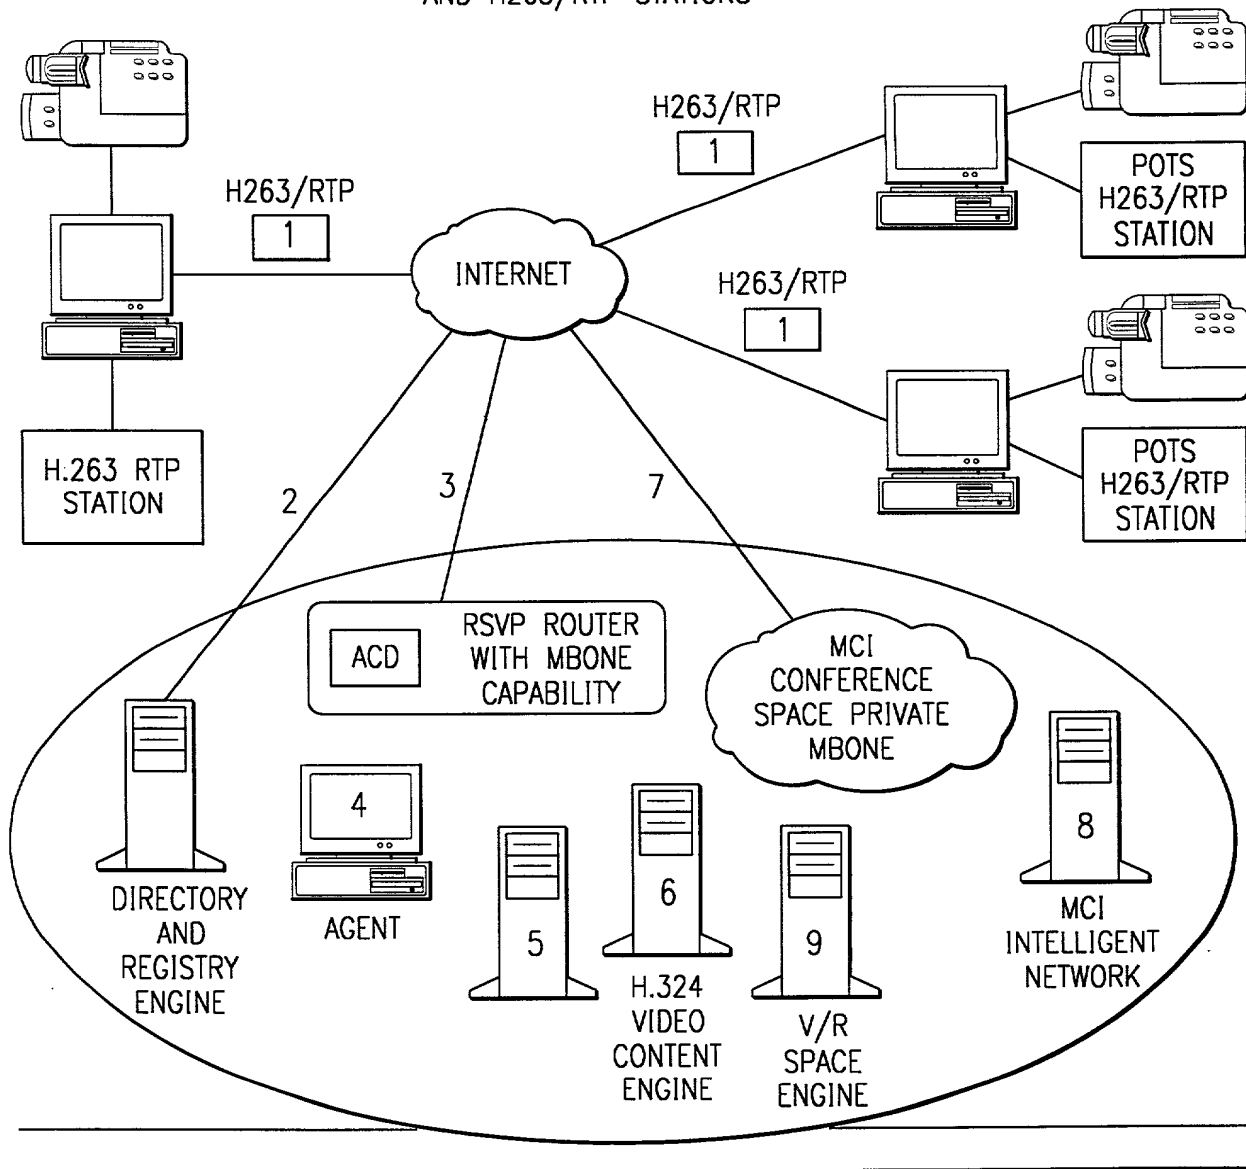 AND H263/RTP STATIONS
H263/RTP
1
H263/RTP
1
POTS
H263/RTP
STATION
INTERNET
H263/RTP
1
H.263 RTP
STATION
POTS
H263/RTP
STATION
2
3
7
ACD
RSVP ROUTER
WITH MBONE
CAPABILITY
MCI
CONFERENCE
SPACE PRIVATE
MBONE
DIRECTORY
AND
REGISTRY
ENGINE
4
AGENT
5
6
H.324
VIDEO
CONTENT
ENGINE
9
V/R
SPACE
ENGINE
8
MCI
INTELLIGENT
NETWORK